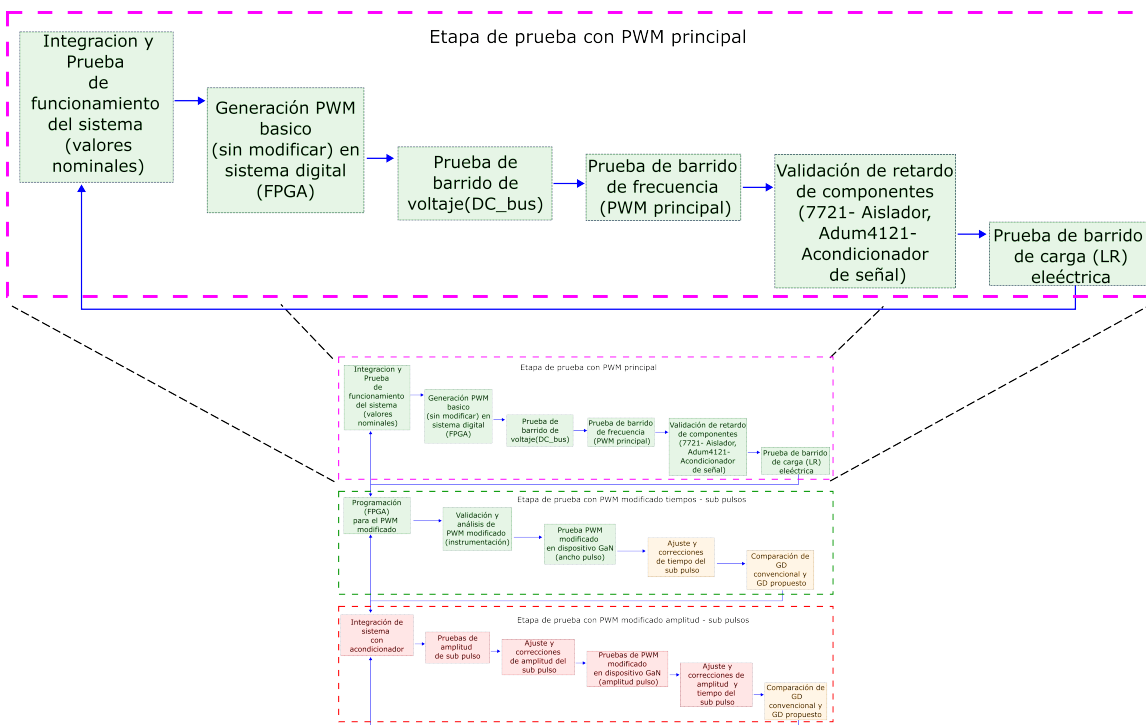 Etapa de prueba con PWM principal
Integracion y
Prueba
de
funcionamiento
del sistema
(valores
nominales)
Generación PWM
basico
(sin modificar) en
sistema digital
(FPGA)
Prueba de
barrido de
voltaje(DC_bus)
Prueba de barrido
de frecuencia
(PWM principal)
Validación de retardo
de componentes
(7721- Aislador,
Adum4121-
Acondicionador
de señal)
Prueba de barrido
de carga (LR)
eleéctrica
Etapa de prueba con PWM principal
Integracion y
Prueba
de
funcionamiento
del sistema
(valores
nominales)
Generación PWM
basico
(sin modificar) en
sistema digital
(FPGA)
Prueba de
barrido de
voltaje(DC_bus)
Prueba de barrido
de frecuencia
(PWM principal)
Validación de retardo
de componentes
(7721- Aislador,
Adum4121-
Acondicionador
de señal)
Prueba de barrido
de carga (LR)
eleéctrica
Etapa de prueba con PWM modificado tiempos - sub pulsos
Programación
(FPGA)
para el PWM
modificado
Validación y
análisis de
PWM modificado
(instrumentación)
Prueba PWM
modificado
en dispositivo GaN
(ancho pulso)
Ajuste y
correcciones
de tiempo del
sub pulso
Comparación de
GD
convencional y
GD propuesto
Etapa de prueba con PWM modificado amplitud - sub pulsos
Integración de
sistema
con
acondicionador
Pruebas de
amplitud
de sub pulso
Ajuste y
correcciones
de amplitud del
sub pulso
Pruebas de PWM
modificado
en dispositivo GaN
(amplitud pulso)
Ajuste y
correcciones de
amplitud y
tiempo del
sub pulso
Comparación de
GD
convencional y
GD propuesto